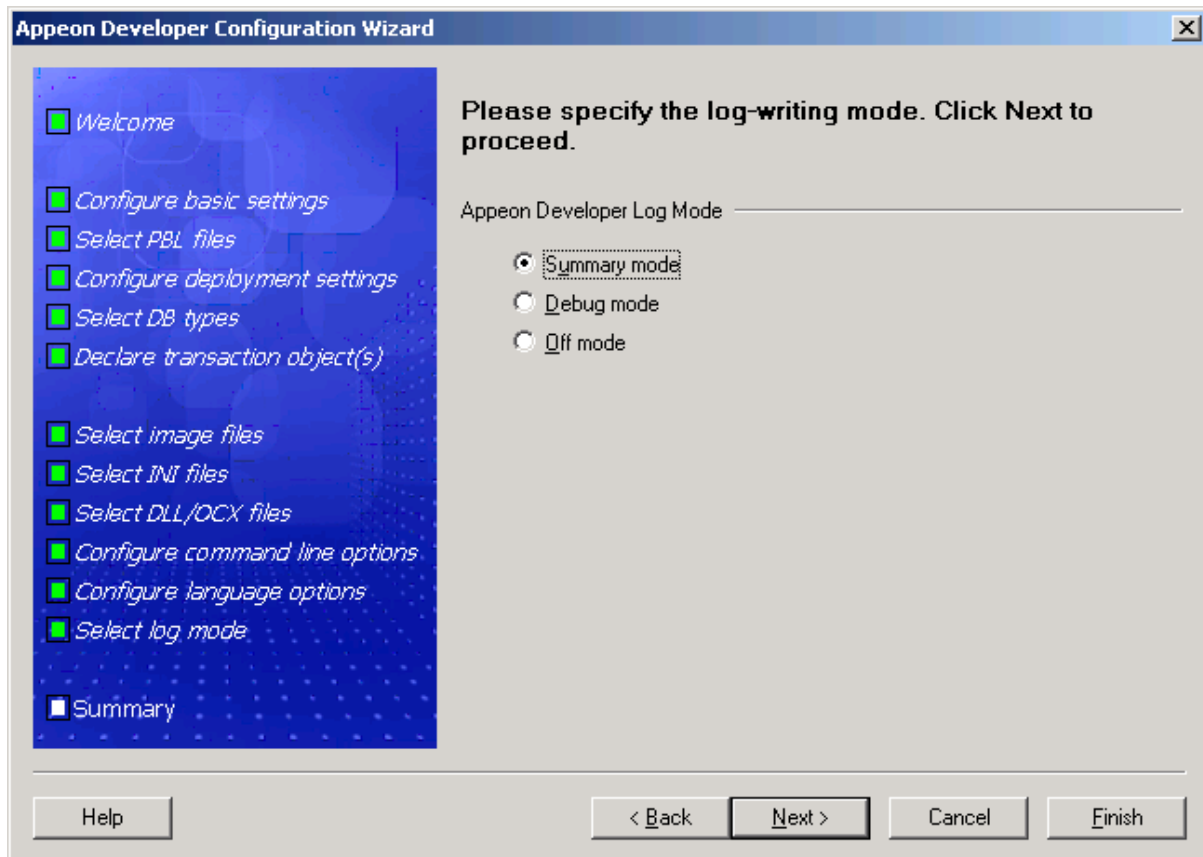 Appeon Developer Configuration Wizard
Welcome
Configure basic settings
Select PBL files
Configure deployment settings
Select DB types
Declare transaction object(s)
Select image files
Select INI files
Select DLL/OCX files
Configure command line options
Configure language options
Select log mode
Summary
Please specify the log-writing mode. Click Next to
proceed.
Appeon Developer Log Mode
Summary mode
Debug mode
Off mode
Help
< Back
Next >
Cancel
Finish